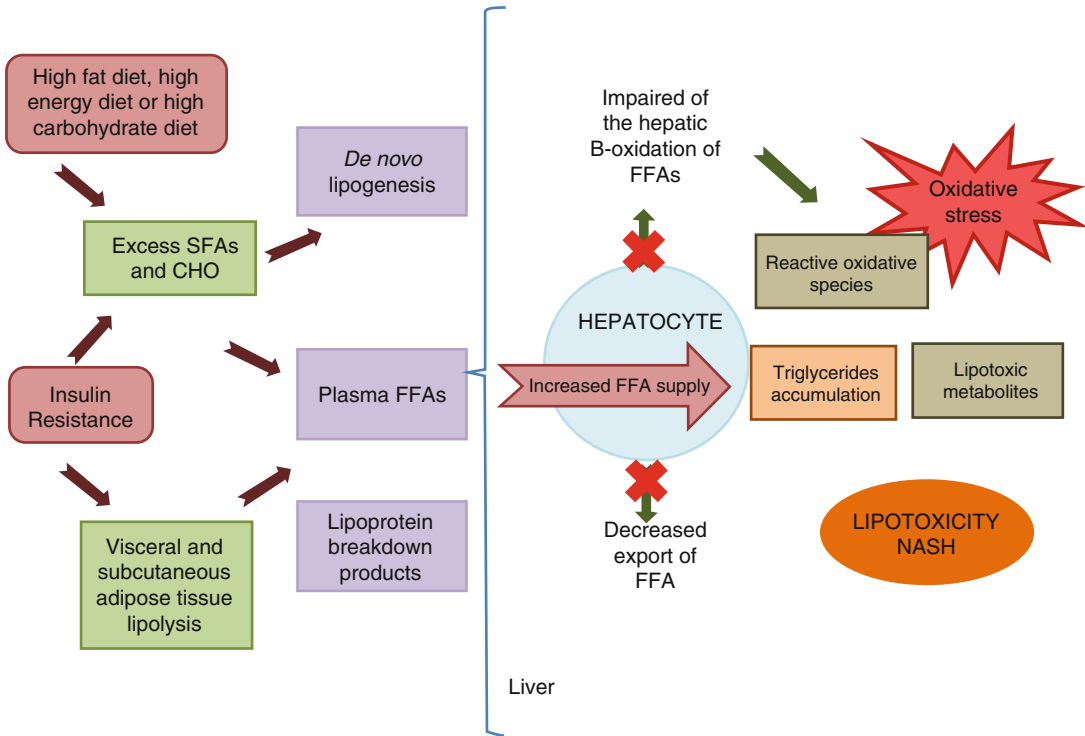 High fat diet, high
energy diet or high
carbohydrate diet
De novo
lipogenesis
Excess SFAs
and CHO
Insulin
Resistance
Plasma FFAs
Visceral and
subcutaneous
adipose tissue
lipolysis
Lipoprotein
breakdown
products
Liver
Impaired of
the hepatic
B-oxidation of
FFAs
Oxidative
stress
Reactive oxidative
species
HEPATOCYTE
Increased FFA supply
Triglycerides
accumulation
Lipotoxic
metabolites
Decreased
export of
FFA
LIPOTOXICITY
NASH